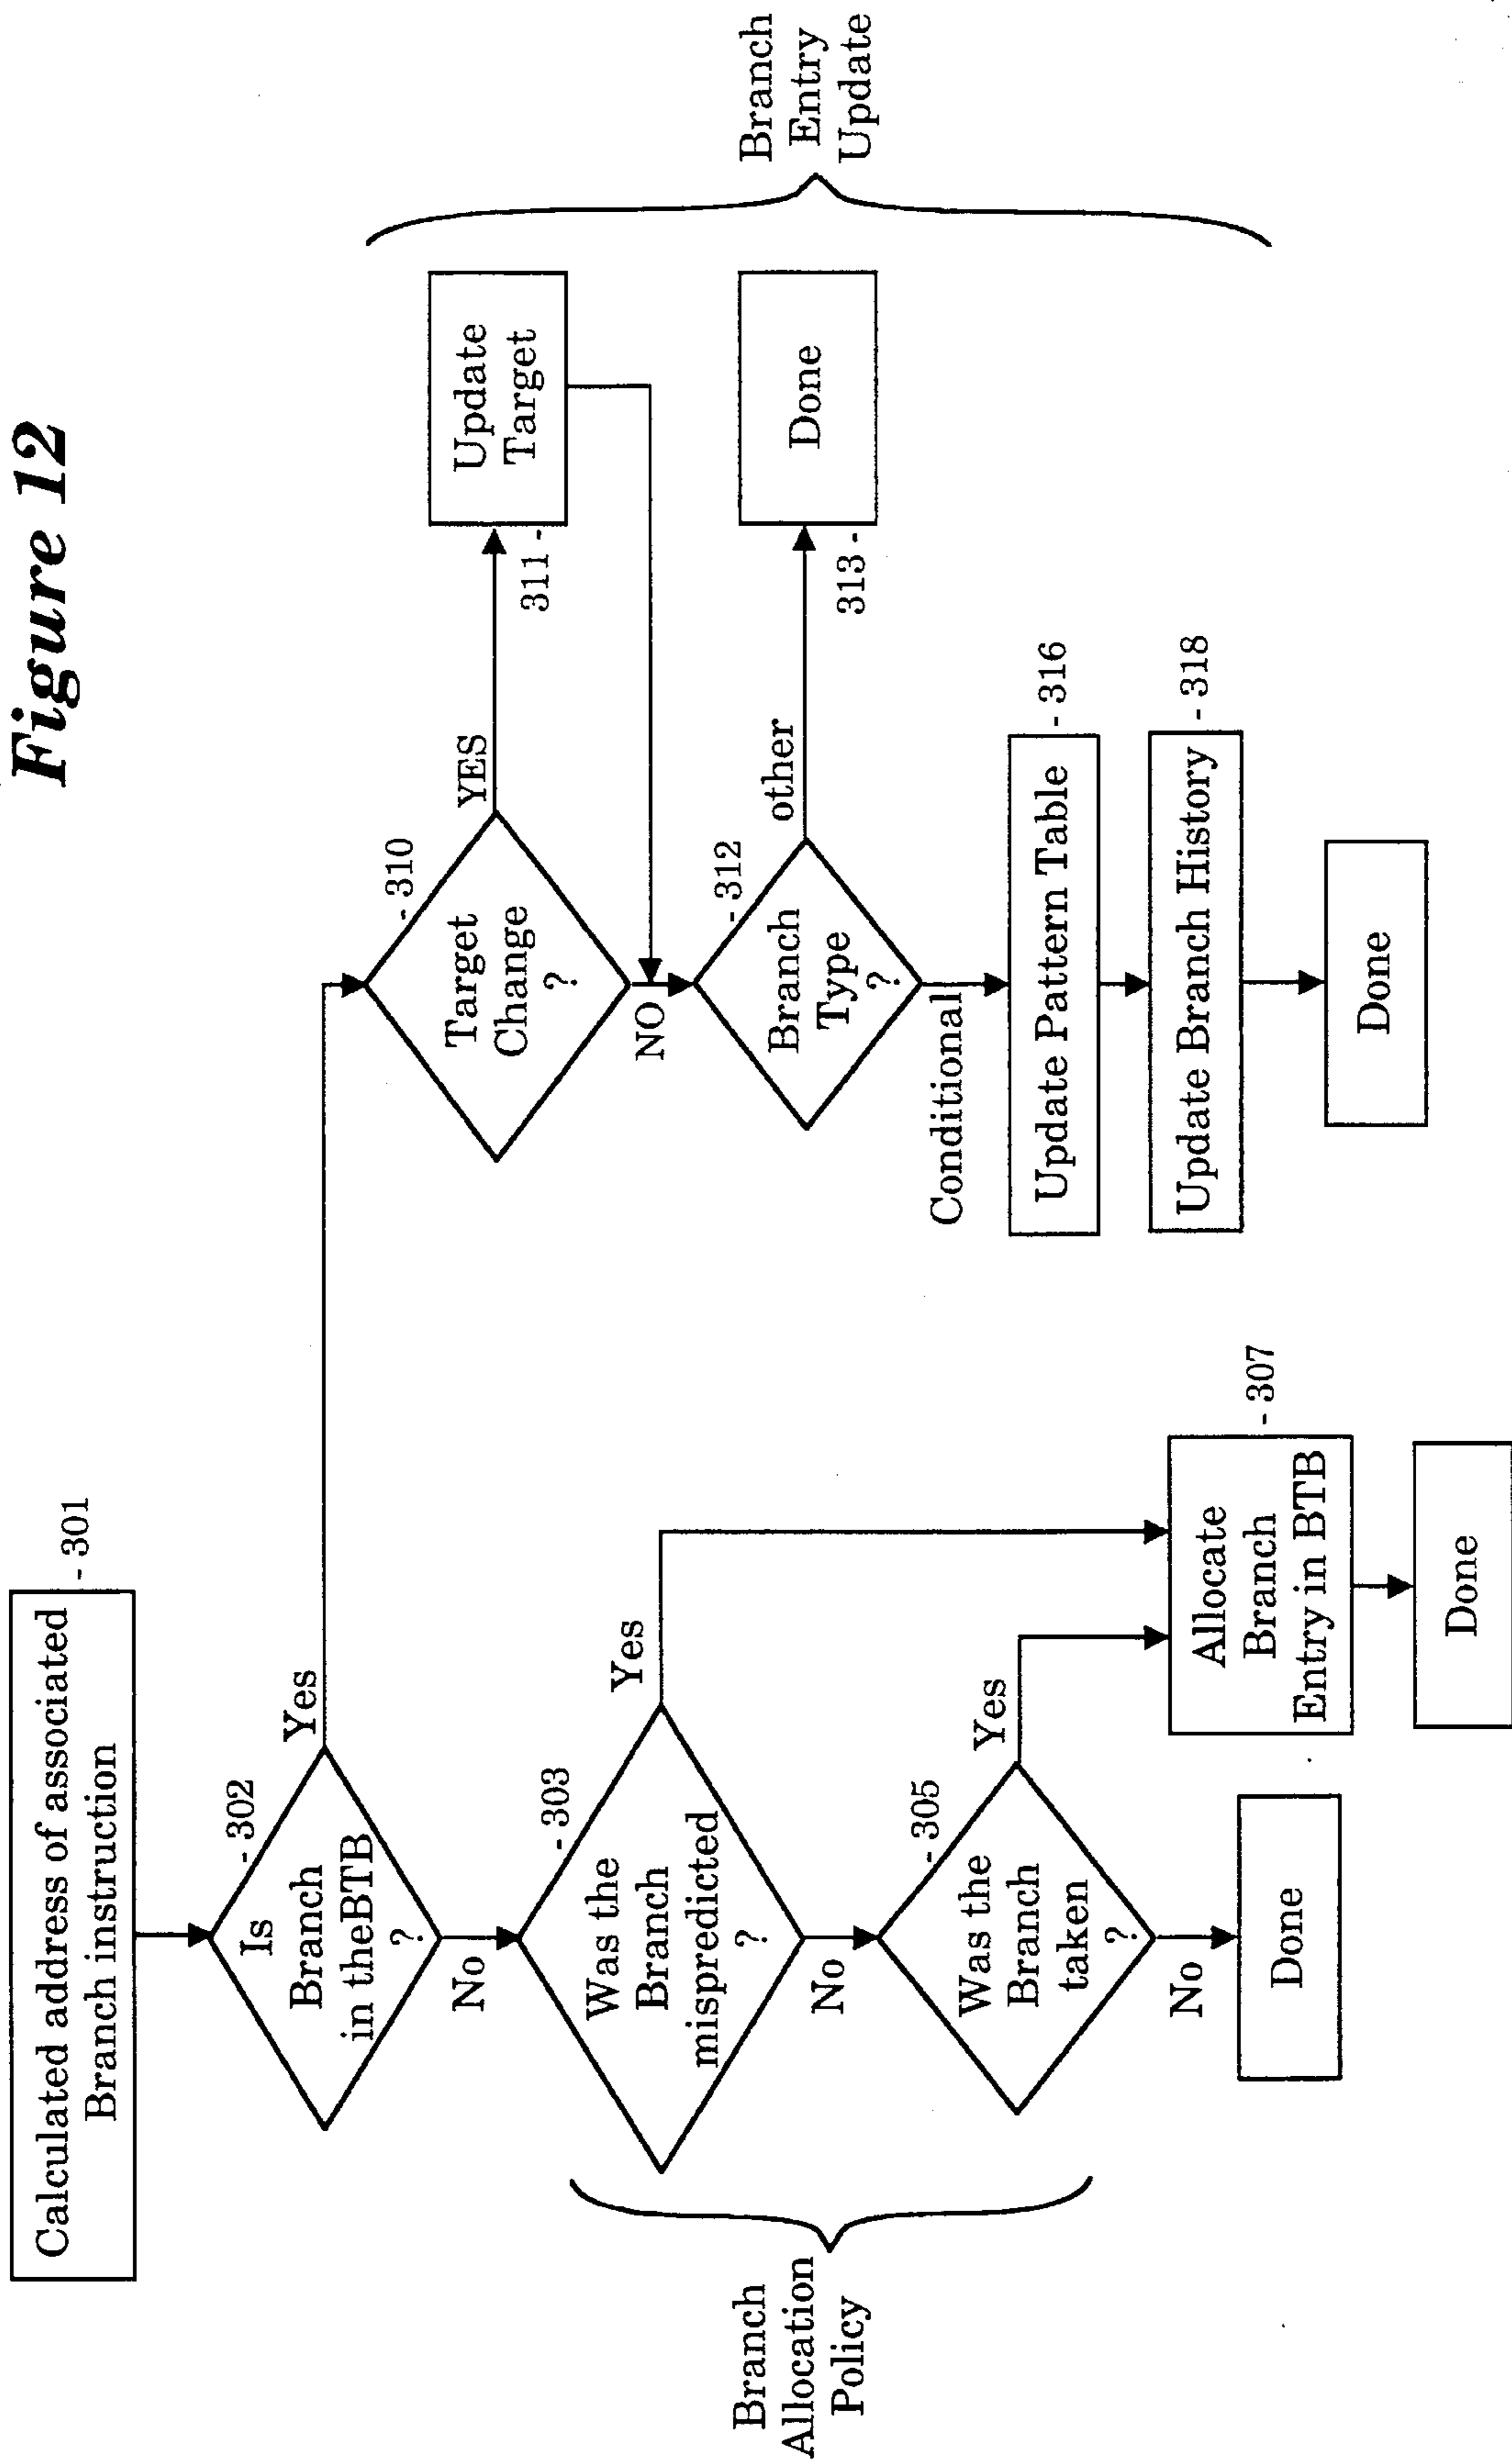 Figure 12
Calculated address of associated
Branch instruction
- 301
Is
Branch
in theBTB
?
- 302
Yes
No
Was the
Branch
mispredicted
?
- 303
Yes
No
Was the
Branch
taken
?
- 305
Yes
No
Done
Allocate
Branch
Entry in BTB
- 307
Done
Branch
Allocation
Policy
Target
Change
?
- 310
YES
NO
Update
Target
311 -
Branch
Type
?
- 312
other
Conditional
Done
313 -
Update Pattern Table
- 316
Update Branch History
- 318
Done
Branch
Entry
Update